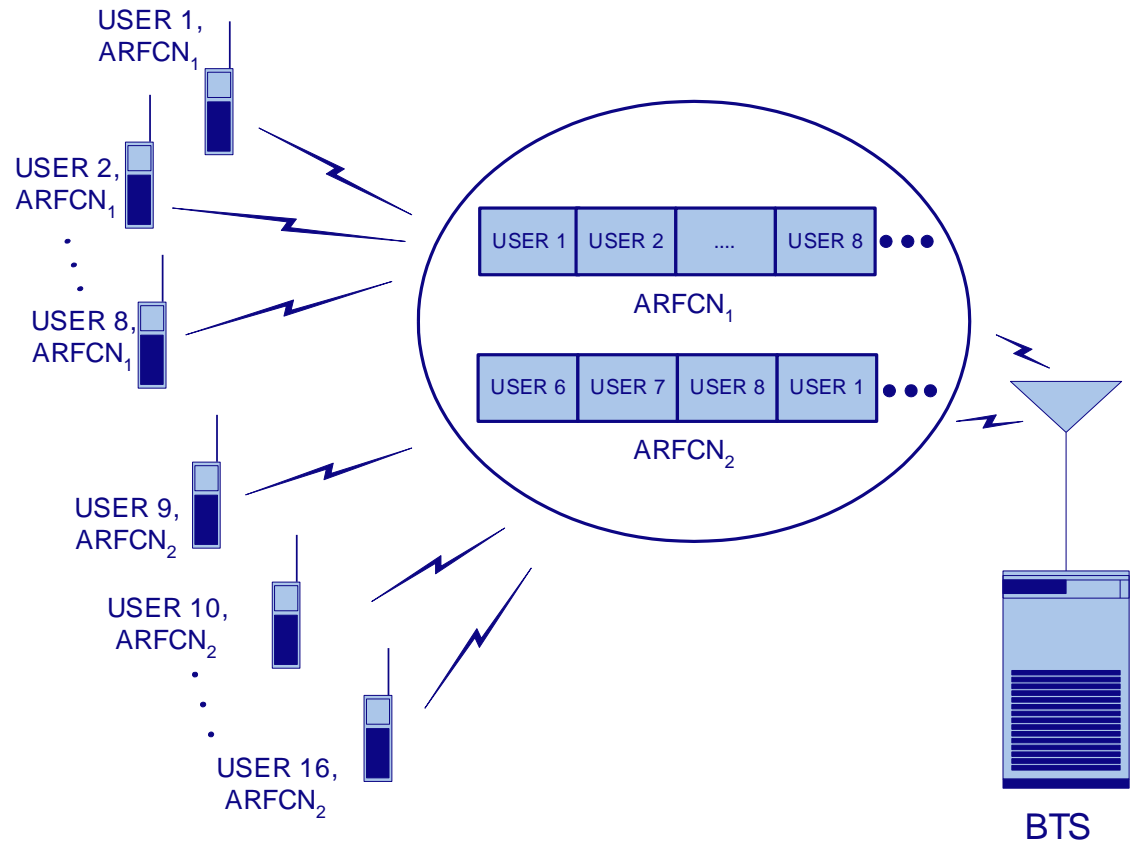 USER 1,
ARFCN₁
USER 2,
ARFCN₁
USER 8,
ARFCN₁
USER 9,
ARFCN₂
USER 10,
ARFCN₂
USER 16,
ARFCN₂
USER 1 USER 2 .... USER 8
ARFCN₁
USER 6 USER 7 USER 8 USER 1
ARFCN₂
BTS